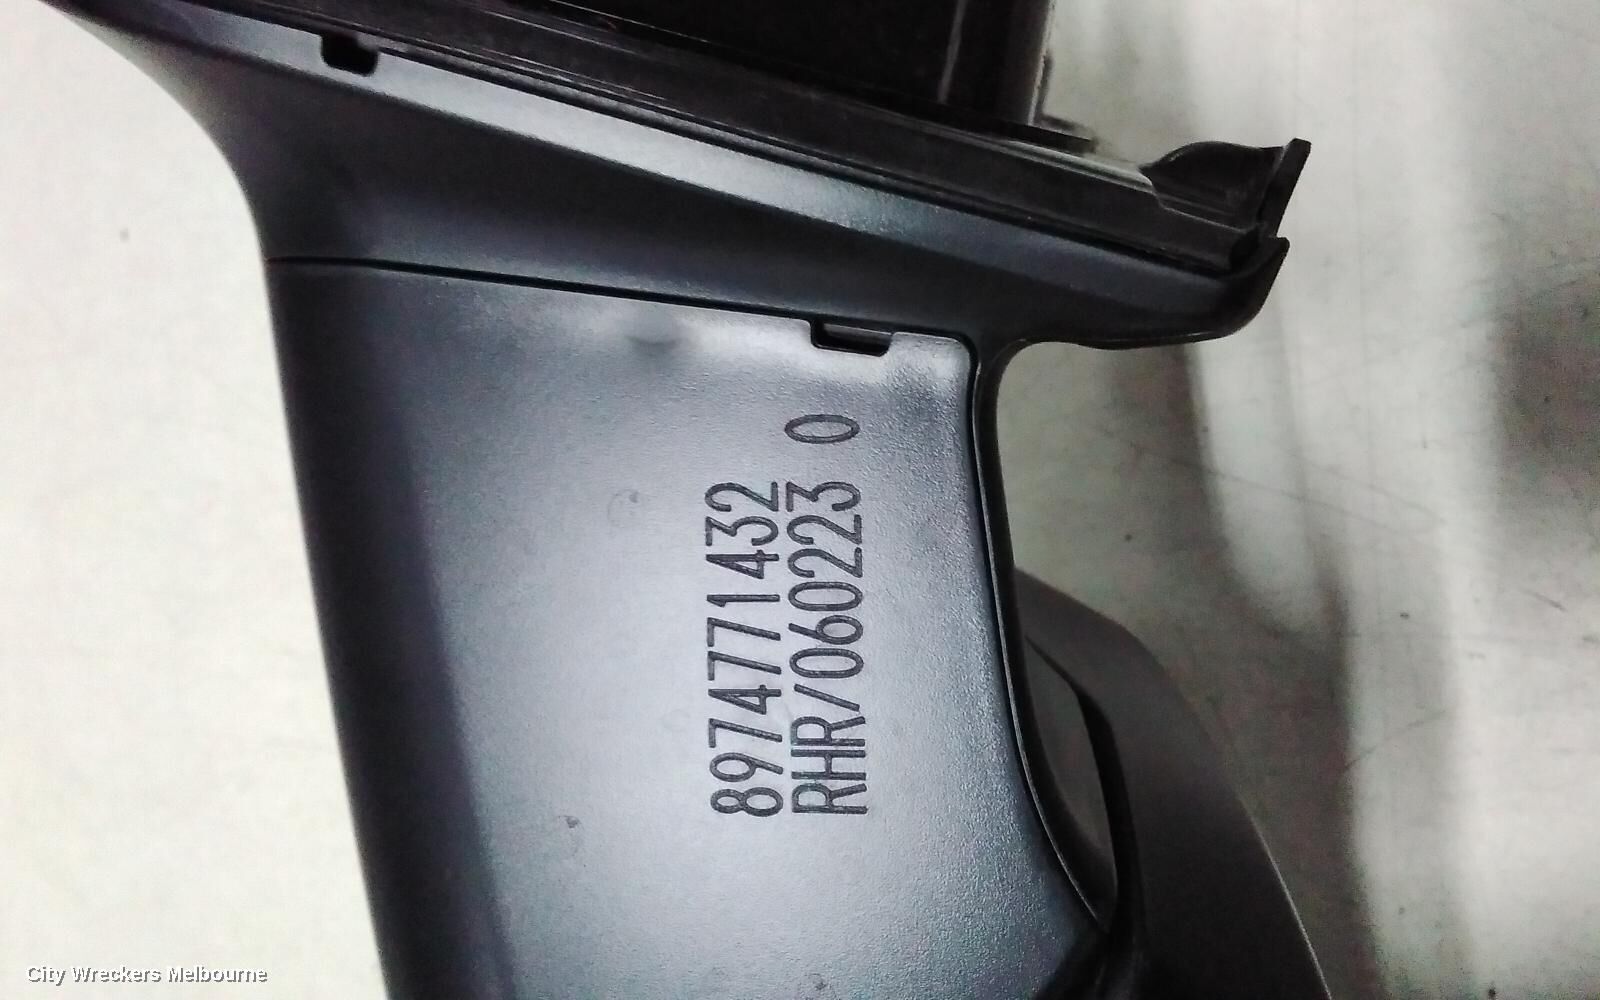 8974771432
RHR/060223 0
City Wreckers Melbourne